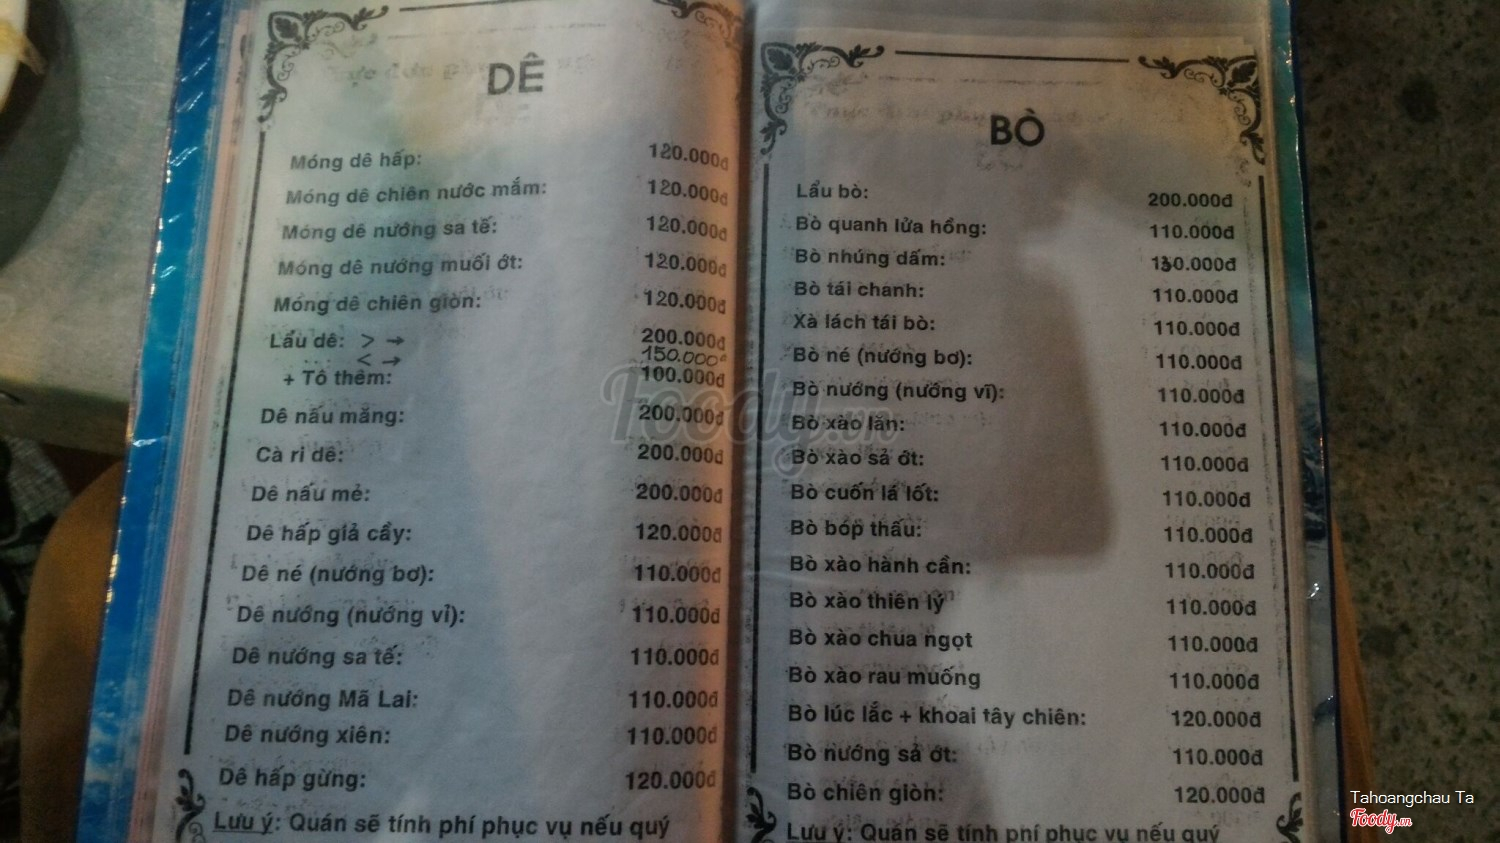 DÊ
Móng dê hấp: 120.000đ
Móng dê chiên nước mắm: 120.000đ
Móng dê nướng sa tế: 120.000đ
Móng dê nướng muối ớt: 120.000đ
Móng dê chiên giòn: 120.000đ
Lẩu dê: > → 200.000đ
< → 150.000đ
+ Tô thêm: 100.000đ
Dê nấu măng: 200.000đ
Cà ri dê: 200.000đ
Dê nấu mẻ: 200.000đ
Dê hấp giả cầy: 120.000đ
Dê né (nướng bơ): 110.000đ
Dê nướng (nướng vỉ): 110.000đ
Dê nướng sa tế: 110.000đ
Dê nướng Mã Lai: 110.000đ
Dê nướng xiên: 110.000đ
Dê hấp gừng: 120.000đ
Lưu ý: Quán sẽ tính phí phục vụ nếu quý
BÒ
Lẩu bò: 200.000đ
Bò quanh lửa hồng: 110.000đ
Bò nhúng dấm: 130.000đ
Bò tái chanh: 110.000đ
Xà lách tái bò: 110.000đ
Bò né (nướng bơ): 110.000đ
Bò nướng (nướng vĩ): 110.000đ
Bò xào lăn: 110.000đ
Bò xào sả ớt: 110.000đ
Bò cuốn lá lốt: 110.000đ
Bò bóp thấu: 110.000đ
Bò xào hành cần: 110.000đ
Bò xào thiên lý 110.000đ
Bò xào chua ngọt 110.000đ
Bò xào rau muống 110.000đ
Bò lúc lắc + khoai tây chiên: 120.000đ
Bò nướng sả ớt: 110.000đ
Bò chiên giòn: 120.000đ
Lưu ý: Quán sẽ tính phí phục vụ nếu quý
Foody.vn
Tahoangchau Ta
Foody.vn